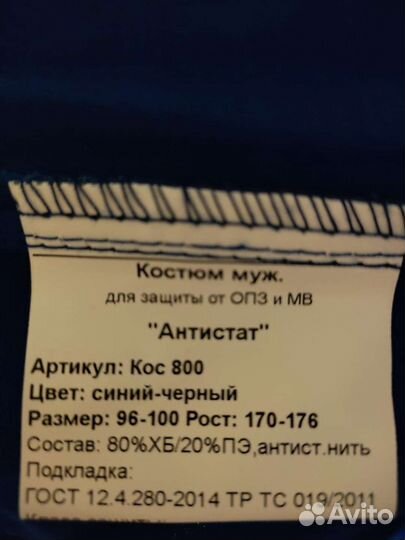 Костюм муж.
для защиты от ОПЗ и МВ
"Антистат"
Артикул: Кос 800
Цвет: синий-черный
Размер: 96-100 Рост: 170-176
Состав: 80%ХБ/20%ПЭ,антист.нить
Подкладка:
ГОСТ 12.4.280-2014 ТР ТС 019/2011
Avito